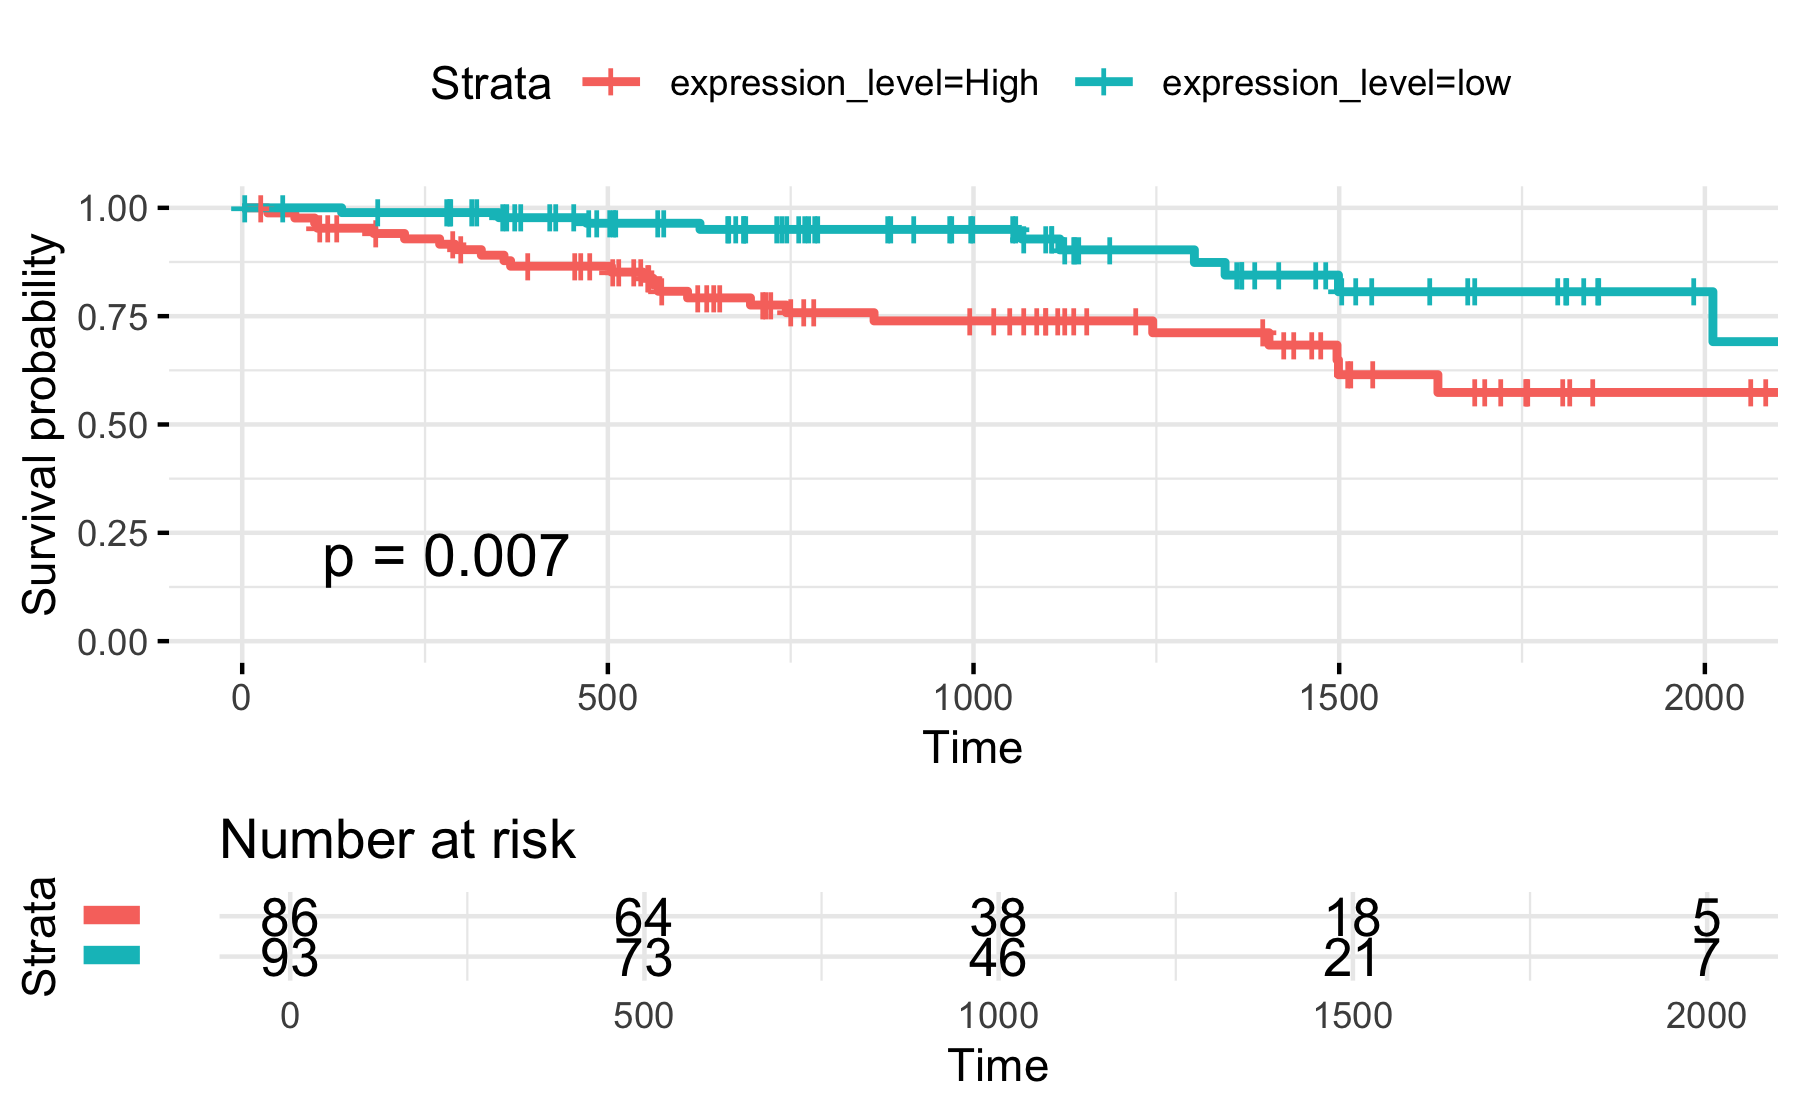 Strata expression_level=High expression_level=low
Survival probability
1.00
0.75
0.50
0.25
0.00
p = 0.007
0 500 1000 1500 2000
Time
Number at risk
Strata
86 64 38 18 5
93 73 46 21 7
0 500 1000 1500 2000
Time